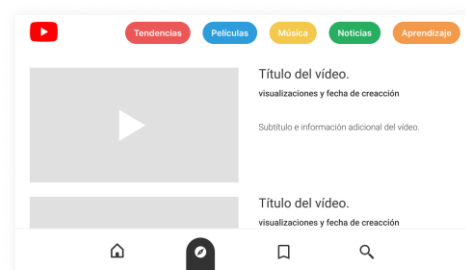 Tendencias
Películas
Música
Noticias
Aprendizaje
Título del vídeo.
visualizaciones y fecha de creacción
Subtítulo e información adicional del vídeo.
Título del vídeo.
visualizaciones y fecha de creacción